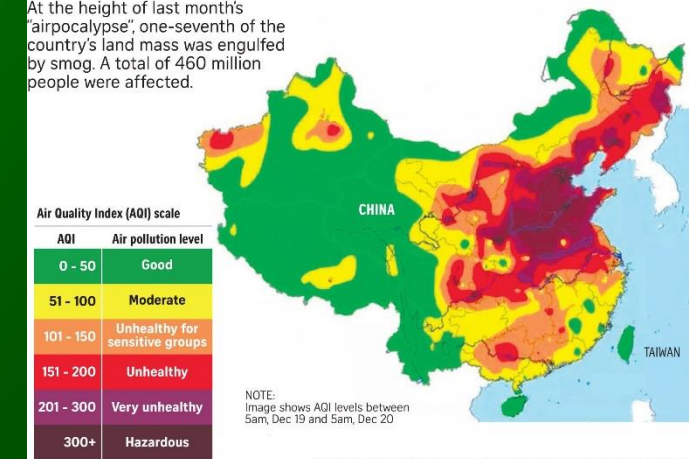 At the height of last month's
"airpocalypse", one-seventh of the
country's land mass was engulfed
by smog. A total of 460 million
people were affected.
CHINA
Air Quality Index (AQI) scale
AQI Air pollution level
0 - 50 Good
51 - 100 Moderate
101 - 150 Unhealthy for
sensitive groups
151 - 200 Unhealthy
201 - 300 Very unhealthy
300+ Hazardous
TAIWAN
NOTE:
Image shows AQI levels between
5am, Dec 19 and 5am, Dec 20